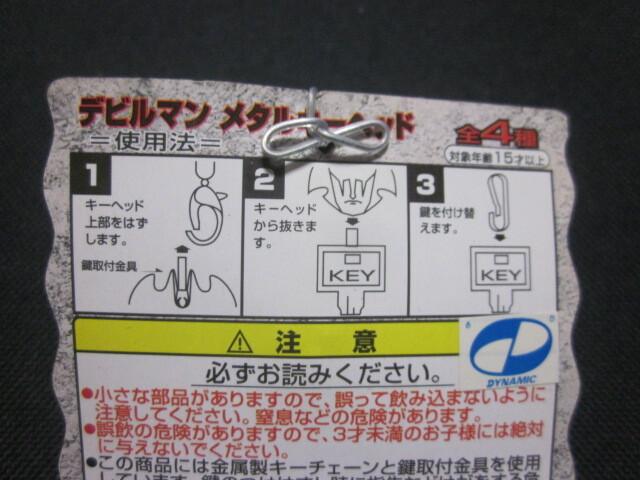 デビルマン メタルキーヘッド
全4種
＝使用法＝
対象年齢15才以上
1
キーヘッド
上部をはず
します。
鍵取付金具
2
キーヘッド
から抜きま
す。
KEY
3
鍵を付け替
えます。
KEY
⚠ 注 意
必ずお読みください。
DYNAMIC
●小さな部品がありますので、誤って飲み込まないように
注意してください。窒息などの危険があります。
●誤飲の危険がありますので、3才未満のお子様には絶対
に与えないでください。
●この商品には金属製キーチェーンと鍵取付金具を使用